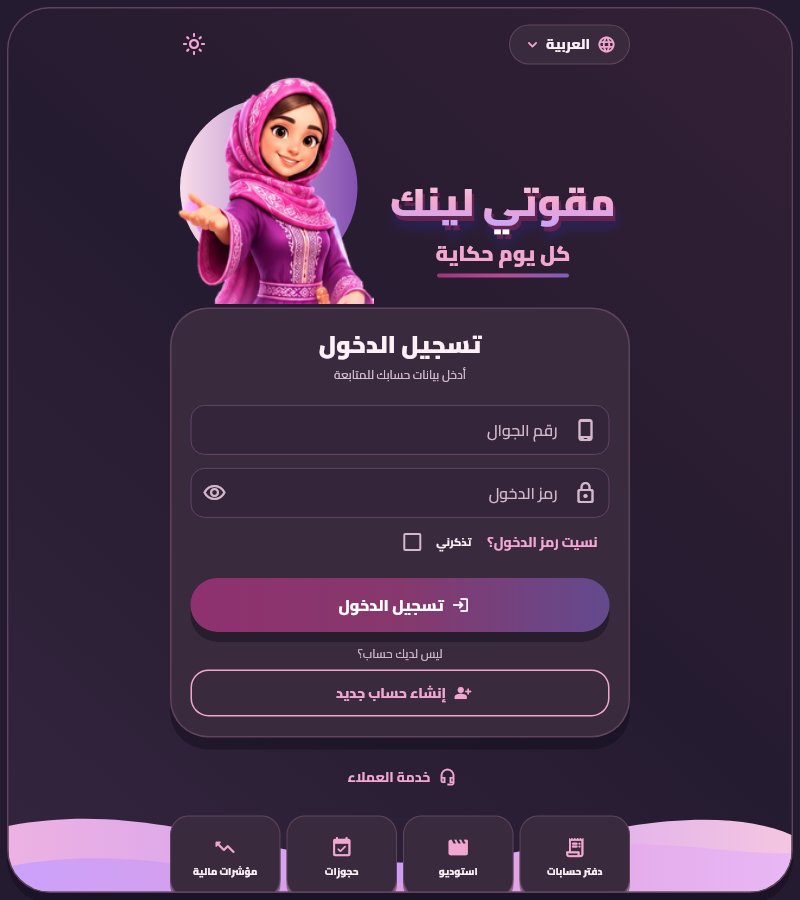 العربية
مقوتي لينك
كل يوم حكاية
تسجيل الدخول
أدخل بيانات حسابك للمتابعة
رقم الجوال
رمز الدخول
نسيت رمز الدخول؟ تذكرني
تسجيل الدخول
ليس لديك حساب؟
إنشاء حساب جديد
خدمة العملاء
دفتر حسابات
استوديو
حجوزات
مؤشرات مالية